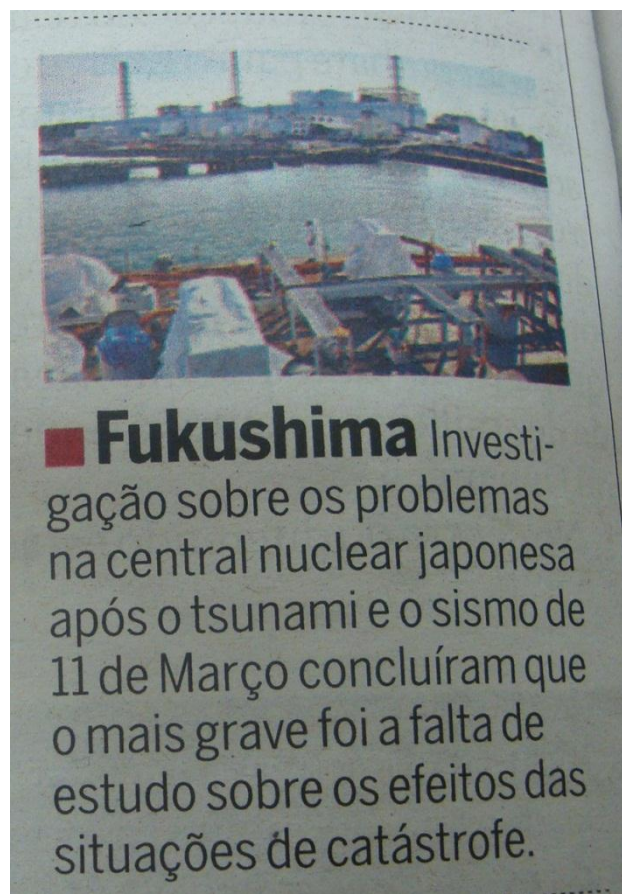 Fukushima Investi-
gação sobre os problemas
na central nuclear japonesa
após o tsunami e o sismo de
11 de Março concluíram que
o mais grave foi a falta de
estudo sobre os efeitos das
situações de catástrofe.